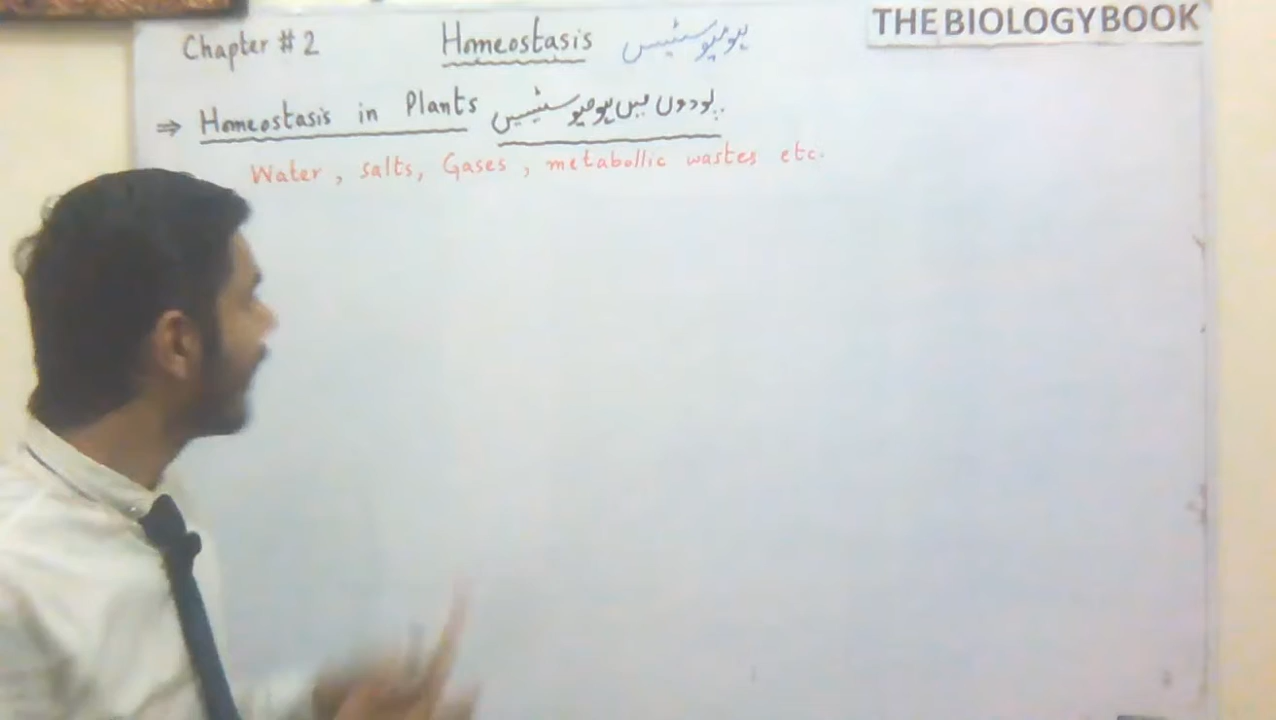 Chapter # 2 Homeostasis ہومیوسٹیسس THE BIOLOGY BOOK
⇒ Homeostasis in Plants پودوں میں ہومیوسٹیسس
Water, salts, Gases, metabollic wastes etc.